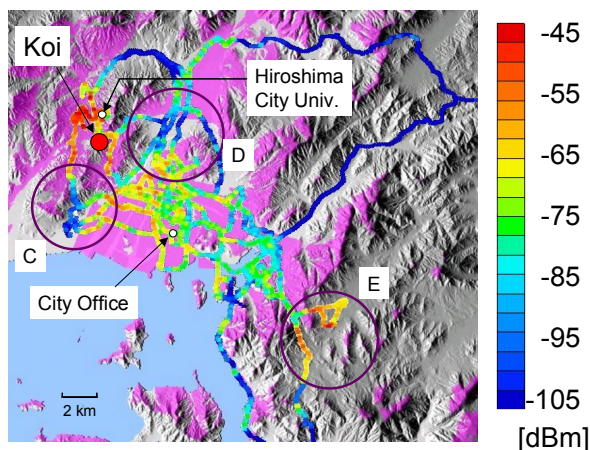 Koi
Hiroshima
City Univ.
D
C
City Office
E
2 km
-45
-55
-65
-75
-85
-95
-105
[dBm]